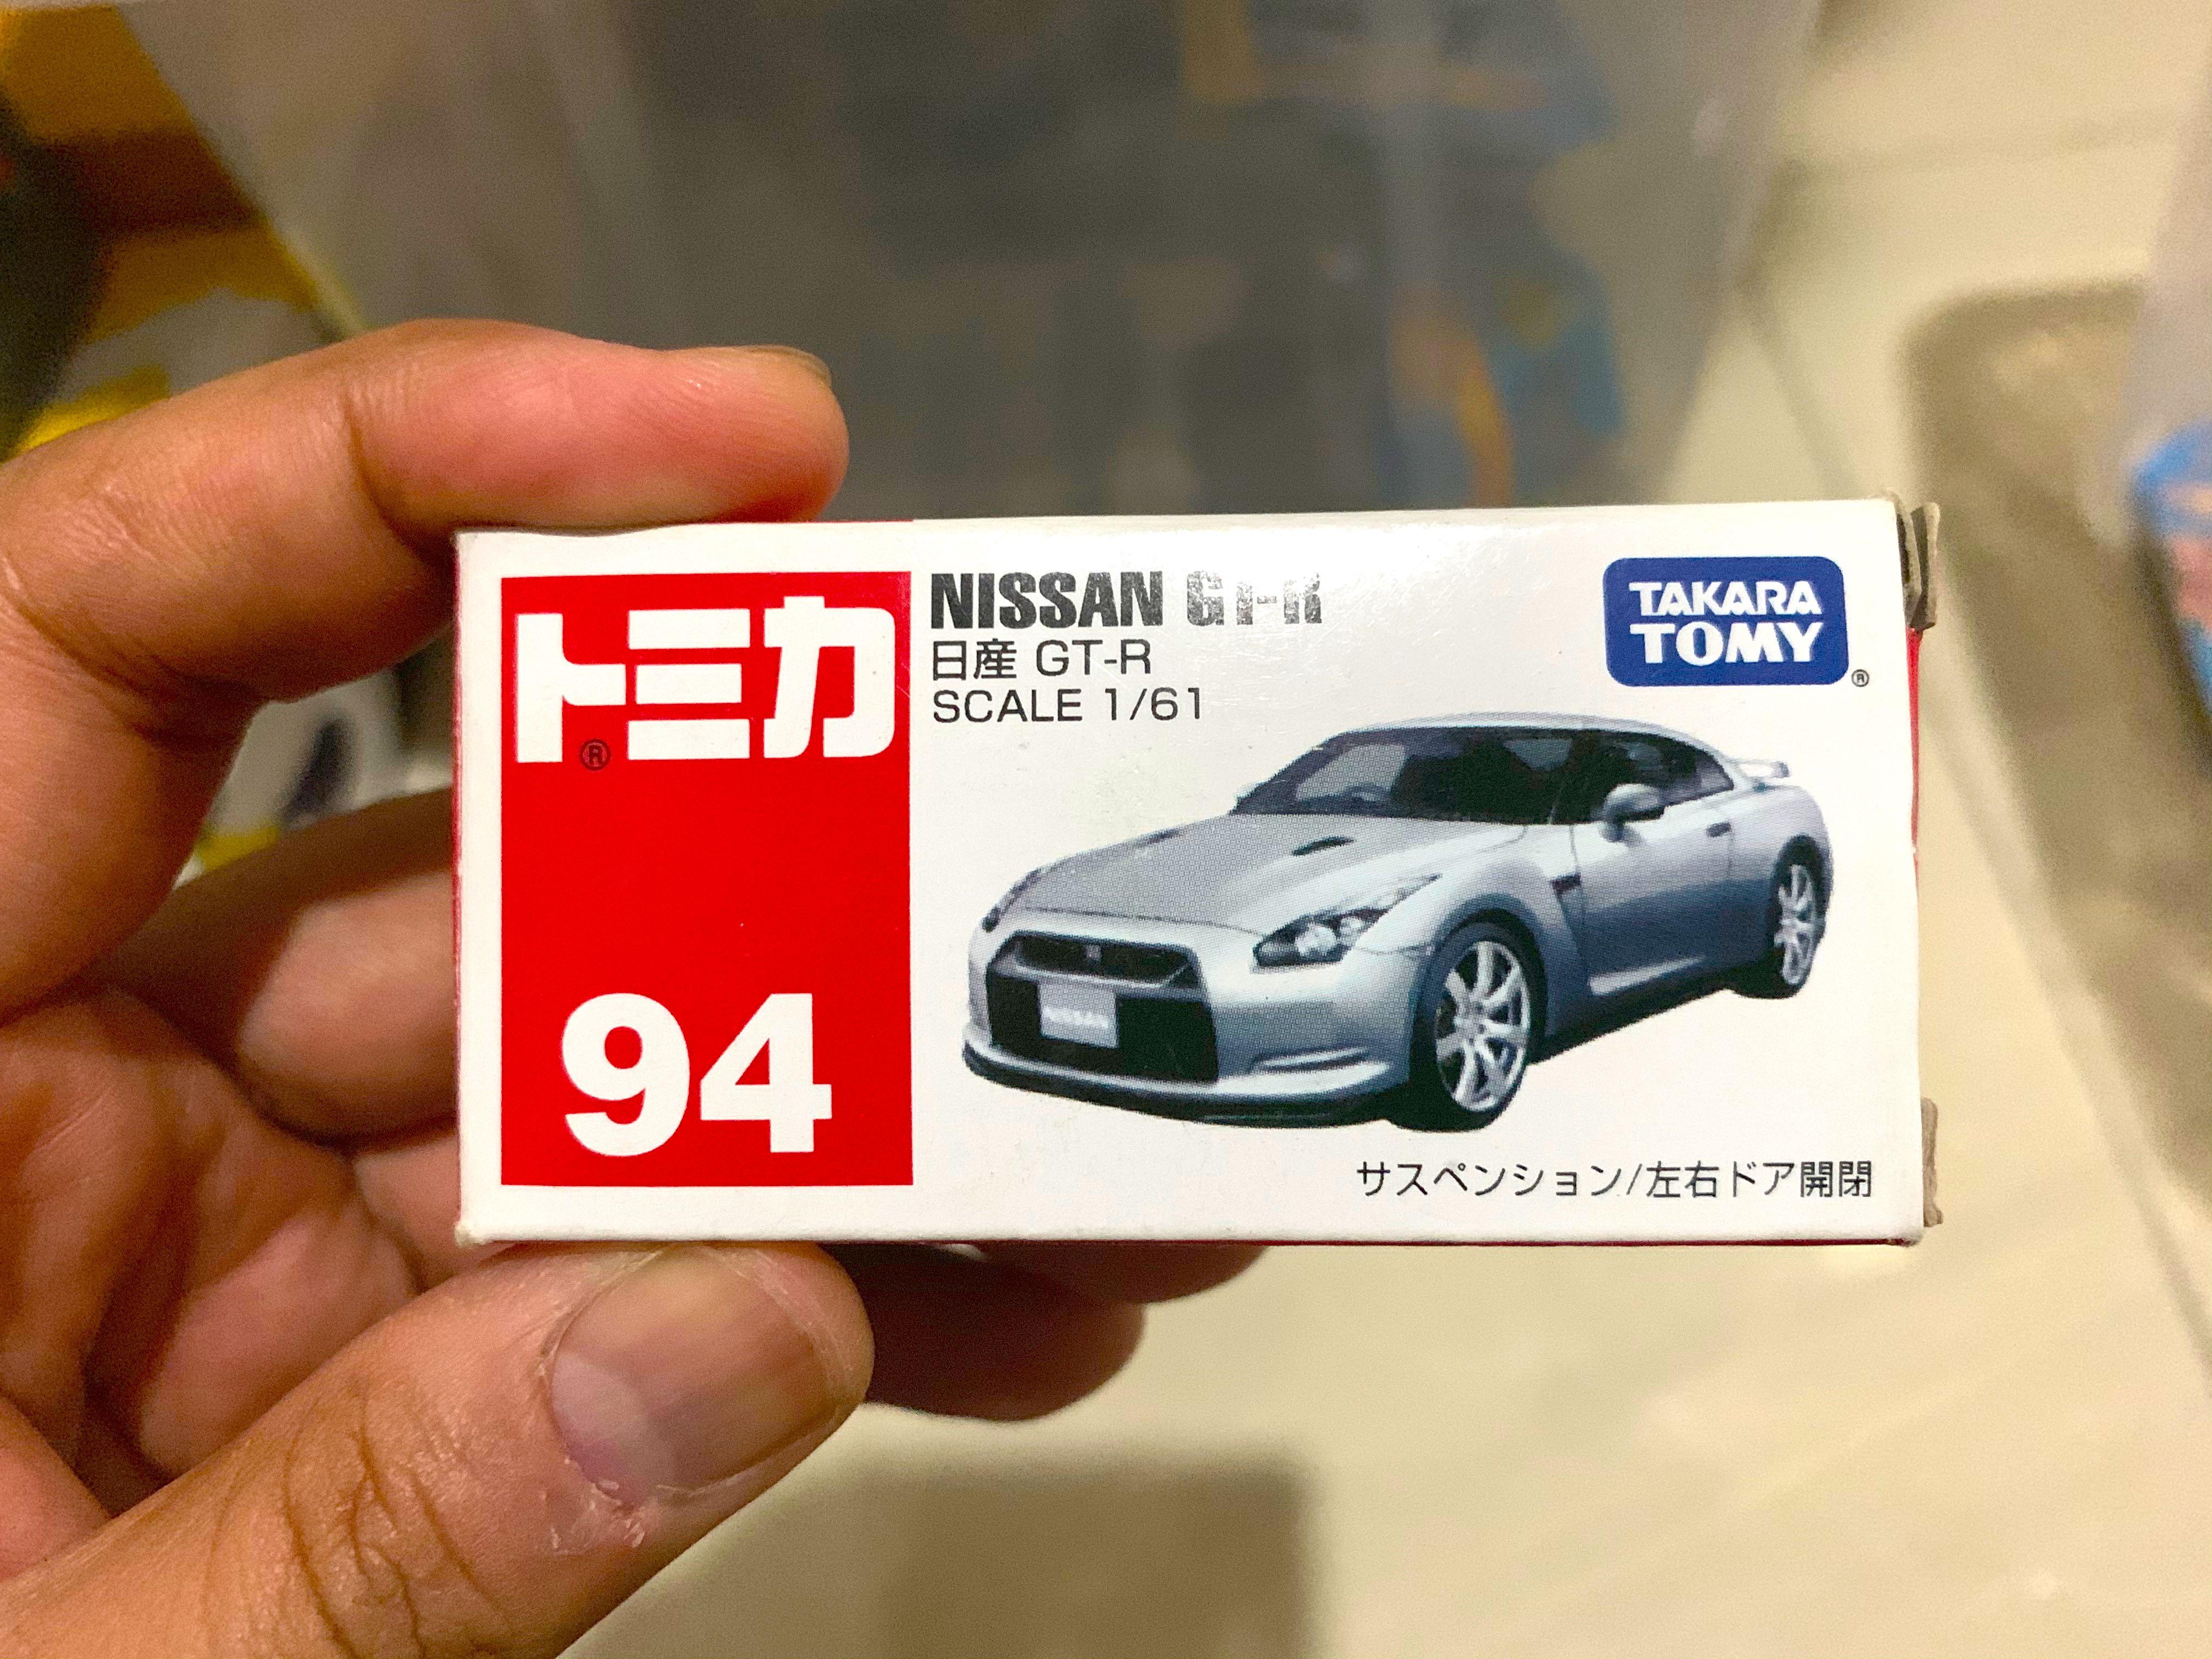 トミカ
®
94
NISSAN GT-R
日産 GT-R
SCALE 1/61
TAKARA
TOMY
®
NISSAN
サスペンション/左右ドア開閉